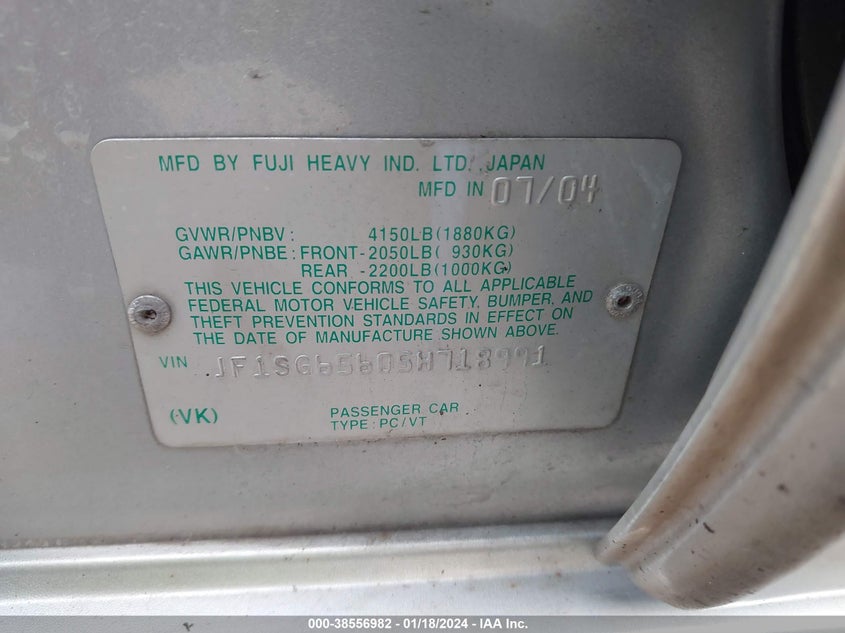 MFD BY FUJI HEAVY IND. LTD. JAPAN
MFD IN 07/04
GVWR/PNBV : 4150LB(1880KG)
GAWR/PNBE : FRONT-2050LB( 930KG)
REAR -2200LB(1000KG)
THIS VEHICLE CONFORMS TO ALL APPLICABLE
FEDERAL MOTOR VEHICLE SAFETY, BUMPER, AND
THEFT PREVENTION STANDARDS IN EFFECT ON
THE DATE OF MANUFACTURE SHOWN ABOVE.
VIN JF1SG65605H718991
(VK) PASSENGER CAR
TYPE : PC/VT
000-38556982 - 01/18/2024 - IAA Inc.